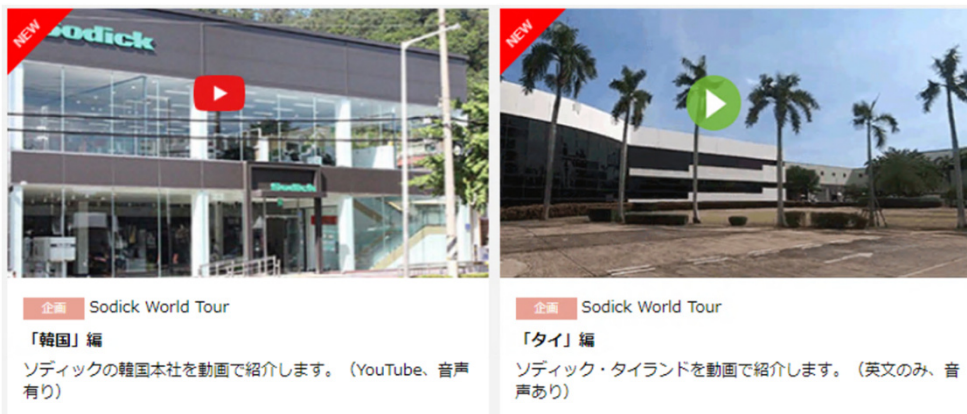 NEW
Sodick
Sodick
企画 Sodick World Tour
「韓国」編
ソディックの韓国本社を動画で紹介します。（YouTube、音声
有り）
NEW
企画 Sodick World Tour
「タイ」編
ソディック・タイランドを動画で紹介します。（英文のみ、音
声あり）